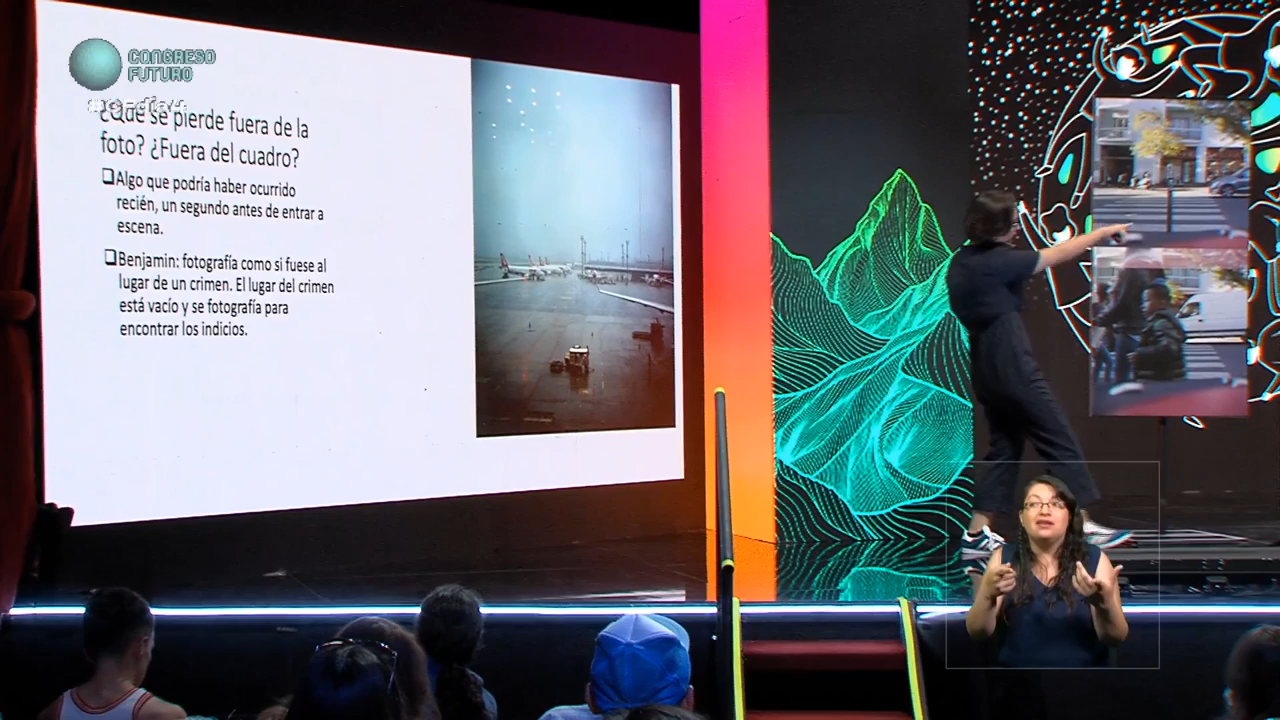 CONGRESO
FUTURO
¿Qué se pierde fuera de la
foto? ¿Fuera del cuadro?
Algo que podría haber ocurrido
recién, un segundo antes de entrar a
escena.
Benjamin: fotografía como si fuese al
lugar de un crimen. El lugar del crimen
está vacío y se fotografía para
encontrar los indicios.